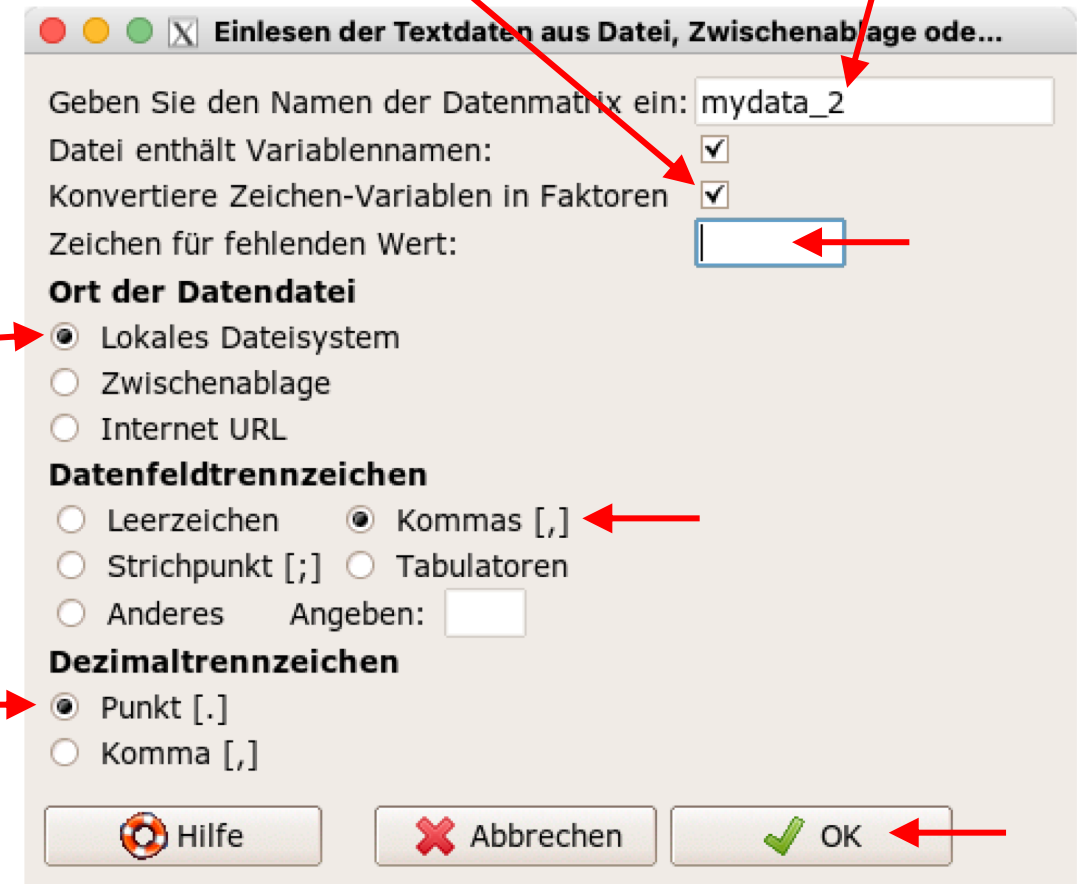 Einlesen der Textdaten aus Datei, Zwischenablage ode...
Geben Sie den Namen der Datenmatrix ein: mydata_2
Datei enthält Variablennamen:
Konvertiere Zeichen-Variablen in Faktoren
Zeichen für fehlenden Wert:
Ort der Datendatei
Lokales Dateisystem
Zwischenablage
Internet URL
Datenfeldtrennzeichen
Leerzeichen Kommas [,]
Strichpunkt [;] Tabulatoren
Anderes Angeben:
Dezimaltrennzeichen
Punkt [.]
Komma [,]
Hilfe Abbrechen OK